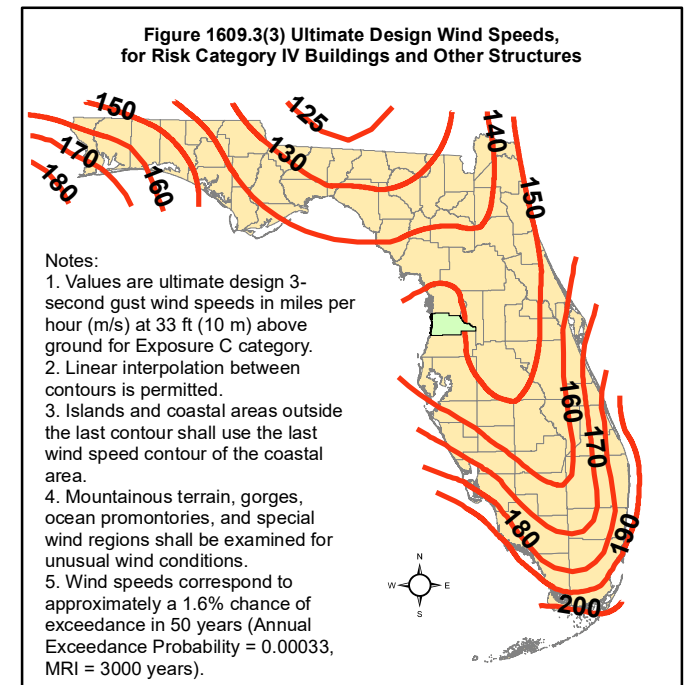 Figure 1609.3(3) Ultimate Design Wind Speeds,
for Risk Category IV Buildings and Other Structures
150
125
140
170
130
180
160
150
Notes:
1. Values are ultimate design 3-
second gust wind speeds in miles per
hour (m/s) at 33 ft (10 m) above
ground for Exposure C category.
2. Linear interpolation between
contours is permitted.
3. Islands and coastal areas outside
the last contour shall use the last
wind speed contour of the coastal
area.
4. Mountainous terrain, gorges,
ocean promontories, and special
wind regions shall be examined for
unusual wind conditions.
5. Wind speeds correspond to
approximately a 1.6% chance of
exceedance in 50 years (Annual
Exceedance Probability = 0.00033,
MRI = 3000 years).
160
170
180
190
200
N
W E
S